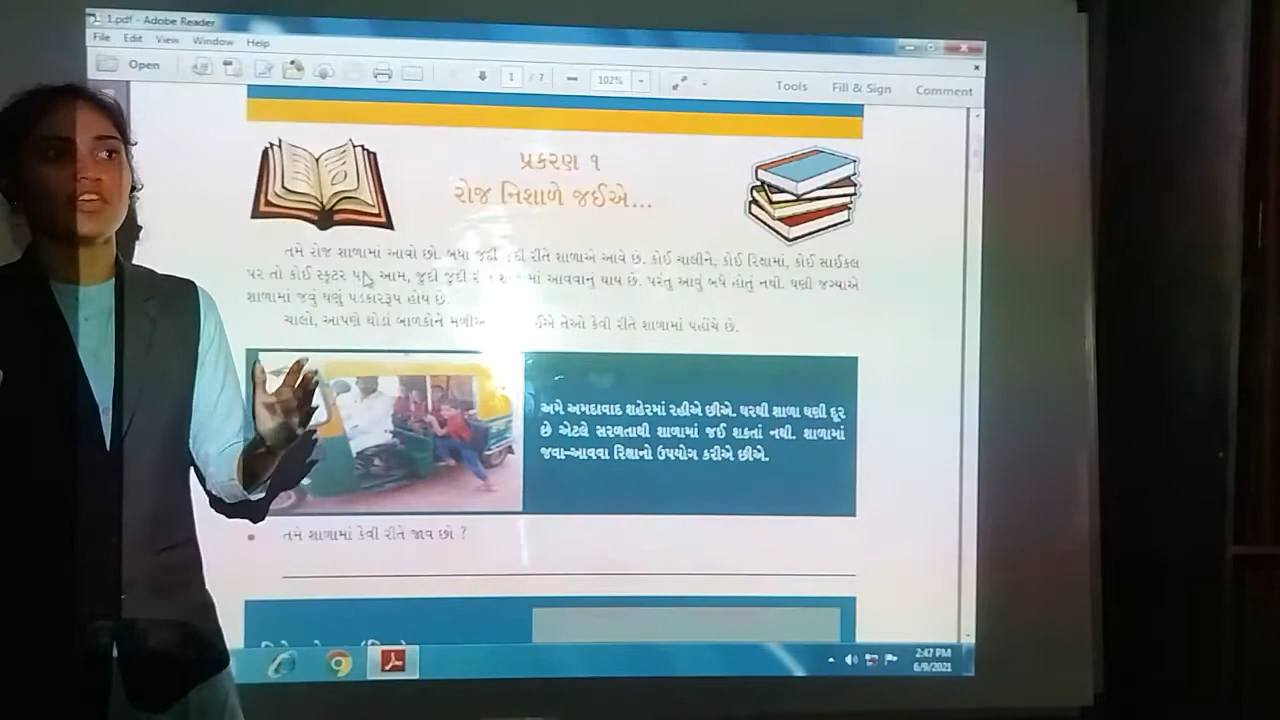 1.pdf - Adobe Reader
File Edit View Window Help
Open 1 / 7 102% Tools Fill & Sign Comment
પ્રકરણ ૧
રોજ નિશાળે જઈએ...
તમે રોજ શાળામાં આવો છો. બધા જુદી રીતે શાળાએ આવે છે. કોઈ ચાલીને, કોઈ રિક્ષામાં, કોઈ સાઈકલ
પર તો કોઈ સ્કૂટર આમ, જુદી જુદી આવવાનું થાય છે. પરંતુ આવું બધે હોતું નથી. ઘણી જગ્યાએ
શાળામાં જવું ઘણું પડકારરૂપ હોય છે.
ચાલો, આપણે થોડાં બાળકોને તેઓ કેવી રીતે શાળામાં પહોંચે છે.
અમે અમદાવાદ શહેરમાં રહીએ છીએ. ઘરથી શાળા ઘણી દૂર
છે એટલે સરળતાથી શાળામાં જઈ શકતાં નથી. શાળામાં
જવા-આવવા રિક્ષાનો ઉપયોગ કરીએ છીએ.
• તમે શાળામાં કેવી રીતે જાવ છો ?
2:47 PM
6/9/2021